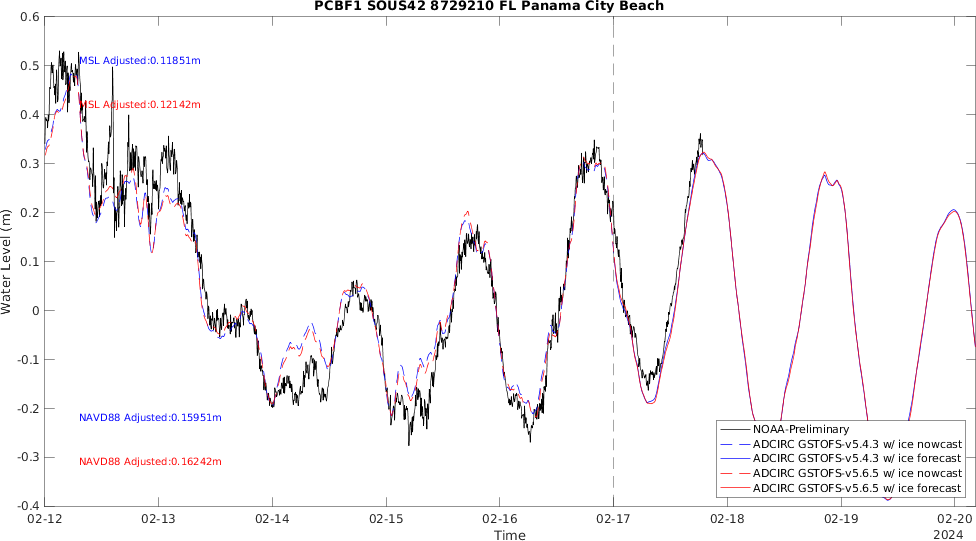 PCBF1 SOUS42 8729210 FL Panama City Beach
0.6
0.5
0.4
0.3
0.2
0.1
0
-0.1
-0.2
-0.3
-0.4
Water Level (m)
MSL Adjusted:0.11851m
MSL Adjusted:0.12142m
NAVD88 Adjusted:0.15951m
NAVD88 Adjusted:0.16242m
NOAA-Preliminary
ADCIRC GSTOFS-v5.4.3 w/ ice nowcast
ADCIRC GSTOFS-v5.4.3 w/ ice forecast
ADCIRC GSTOFS-v5.6.5 w/ ice nowcast
ADCIRC GSTOFS-v5.6.5 w/ ice forecast
02-12 02-13 02-14 02-15 02-16 02-17 02-18 02-19 02-20
Time
2024